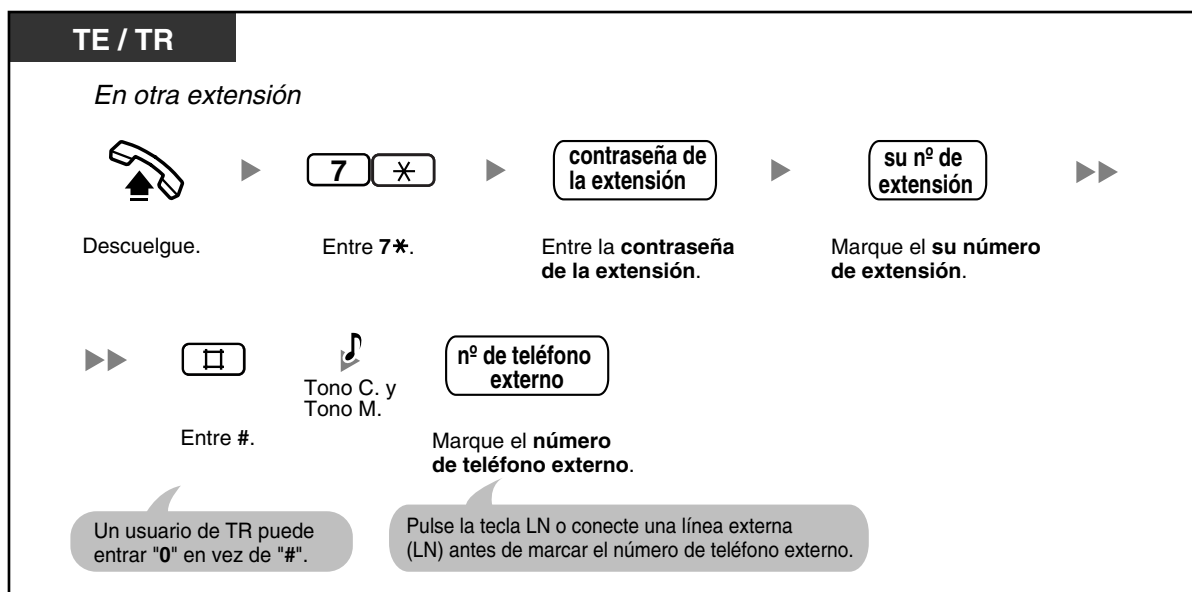 TE / TR
En otra extensión
7 *
contraseña de
la extensión
su nº de
extensión
Descuelgue.
Entre 7*.
Entre la contraseña
de la extensión.
Marque el su número
de extensión.
#
Tono C. y
Tono M.
nº de teléfono
externo
Entre #.
Marque el número
de teléfono externo.
Un usuario de TR puede
entrar "0" en vez de "#".
Pulse la tecla LN o conecte una línea externa
(LN) antes de marcar el número de teléfono externo.